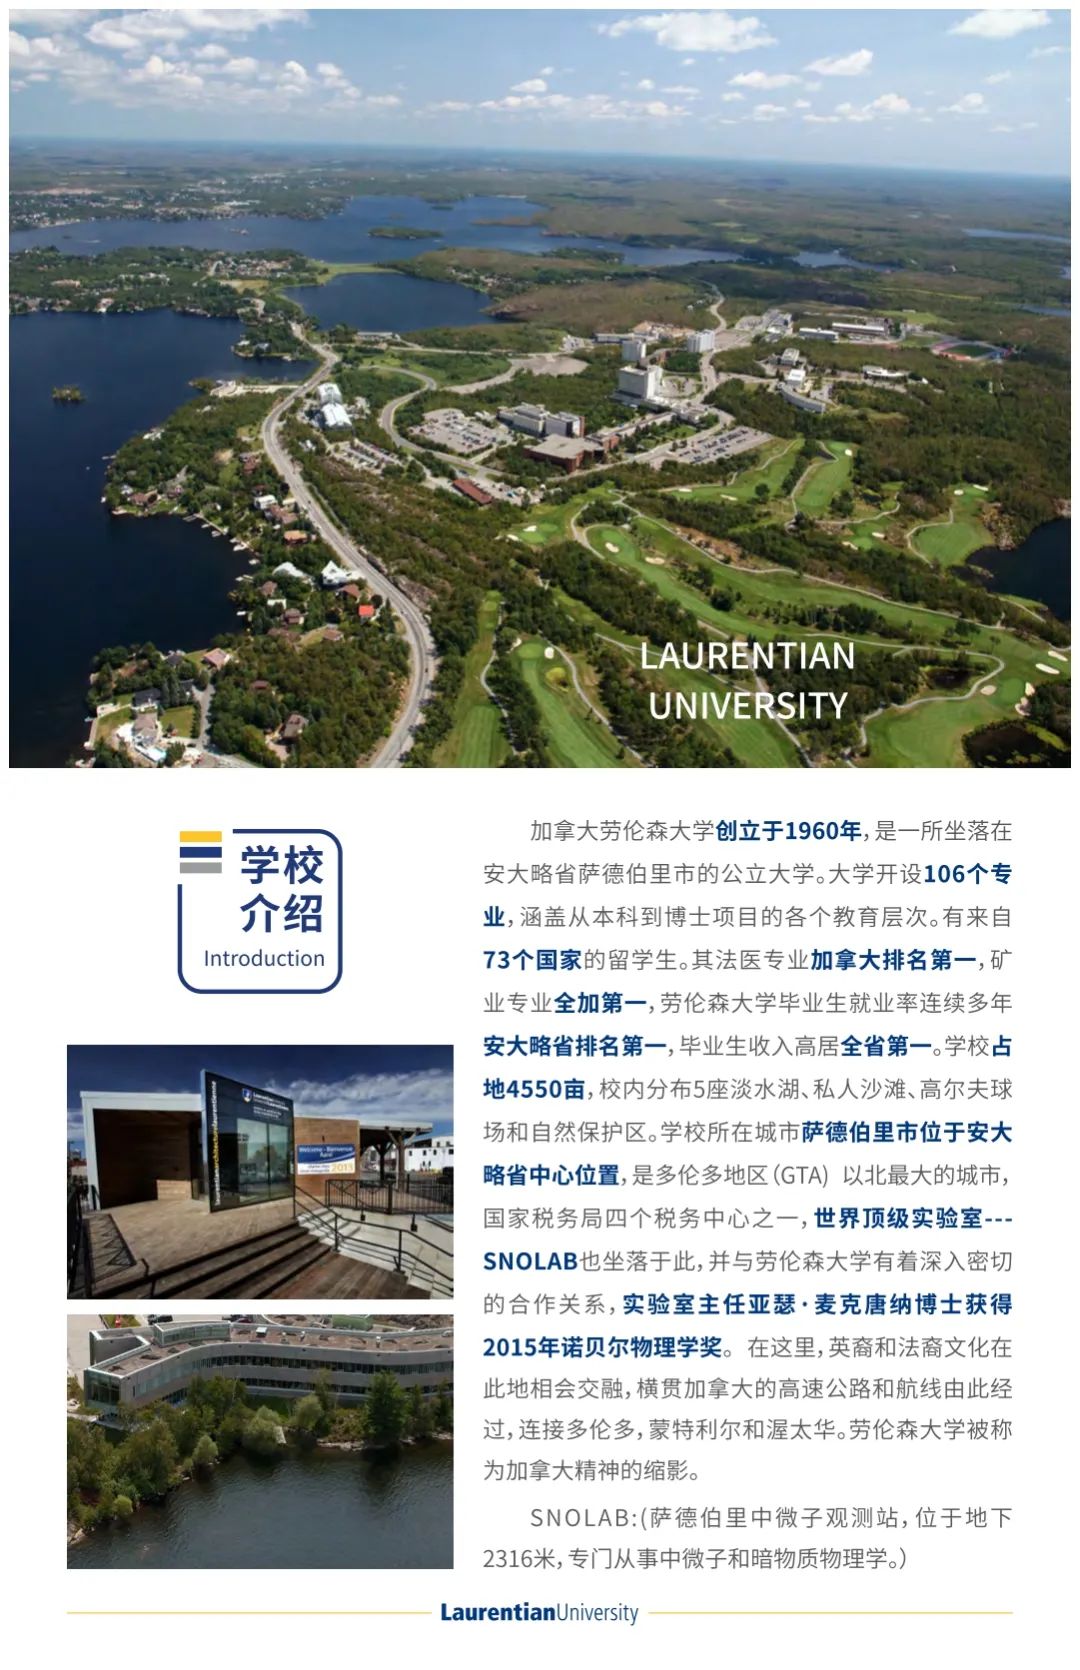 LAURENTIAN
UNIVERSITY
学校
介绍
Introduction
加拿大劳伦森大学创立于1960年，是一所坐落在
安大略省萨德伯里市的公立大学。大学开设106个专
业，涵盖从本科到博士项目的各个教育层次。有来自
73个国家的留学生。其法医专业加拿大排名第一，矿
业专业全加第一，劳伦森大学毕业生就业率连续多年
安大略省排名第一，毕业生收入高居全省第一。学校占
地4550亩，校内分布5座淡水湖、私人沙滩、高尔夫球
场和自然保护区。学校所在城市萨德伯里市位于安大
略省中心位置，是多伦多地区（GTA) 以北最大的城市，
国家税务局四个税务中心之一，世界顶级实验室---
SNOLAB也坐落于此，并与劳伦森大学有着深入密切
的合作关系，实验室主任亚瑟·麦克唐纳博士获得
2015年诺贝尔物理学奖。在这里，英裔和法裔文化在
此地相会交融，横贯加拿大的高速公路和航线由此经
过，连接多伦多，蒙特利尔和渥太华。劳伦森大学被称
为加拿大精神的缩影。
SNOLAB:(萨德伯里中微子观测站，位于地下
2316米，专门从事中微子和暗物质物理学。）
laurentianarchitecturelaurentienne
Laurentian
Welcome - Bienvenue
2013
LaurentianUniversity